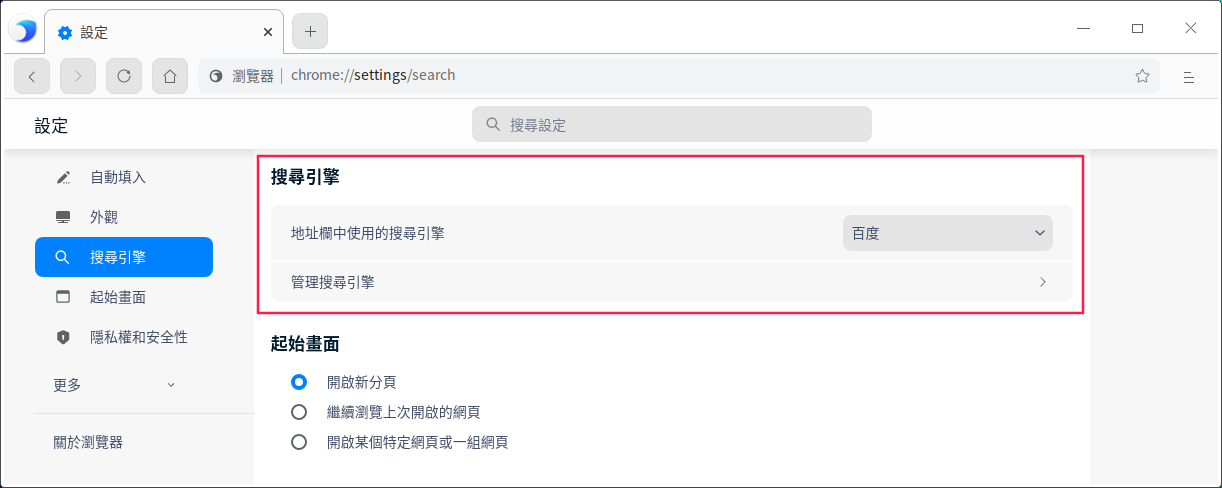 設定
瀏覽器 | chrome://settings/search
設定
搜尋設定
自動填入
外觀
搜尋引擎
起始畫面
隱私權和安全性
更多
關於瀏覽器
搜尋引擎
地址欄中使用的搜尋引擎
百度
管理搜尋引擎
起始畫面
開啟新分頁
繼續瀏覽上次開啟的網頁
開啟某個特定網頁或一組網頁